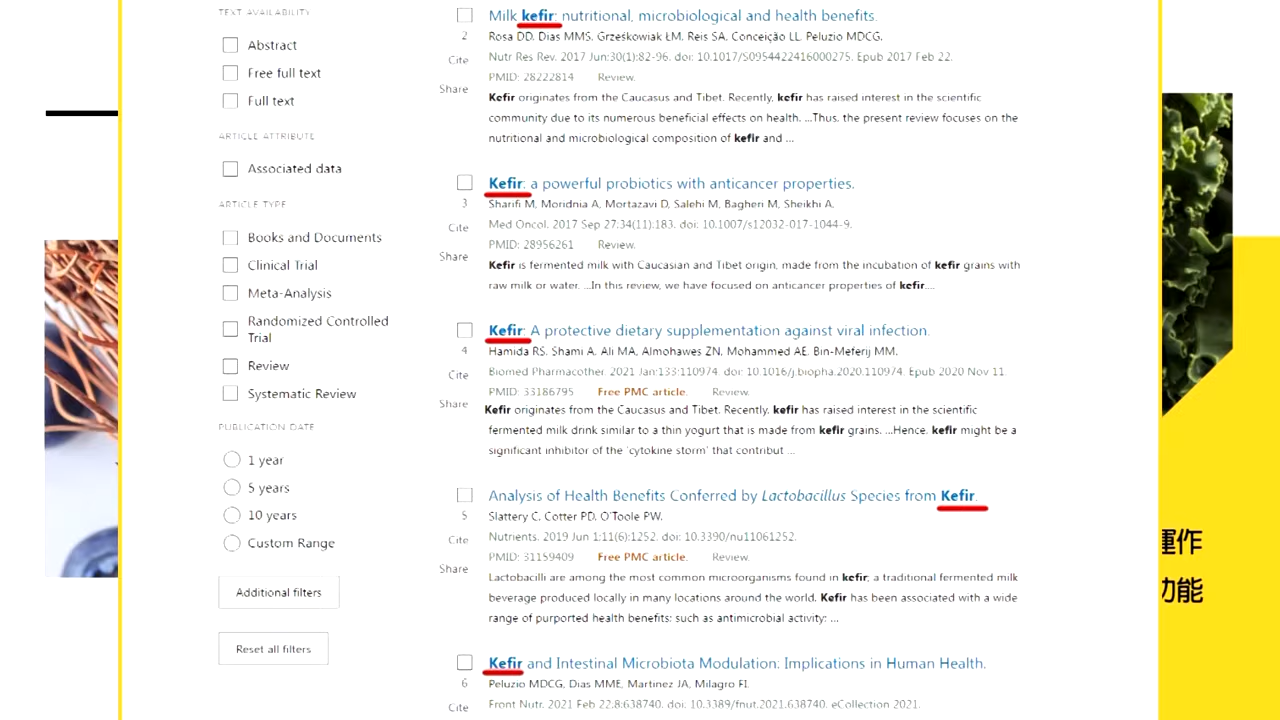 TEXT AVAILABILITY
Abstract
Free full text
Full text
ARTICLE ATTRIBUTE
Associated data
ARTICLE TYPE
Books and Documents
Clinical Trial
Meta-Analysis
Randomized Controlled
Trial
Review
Systematic Review
PUBLICATION DATE
1 year
5 years
10 years
Custom Range
Additional filters
Reset all filters
Milk kefir: nutritional, microbiological and health benefits.
2
Rosa DD, Dias MMS, Grześkowiak ŁM, Reis SA, Conceição LL, Peluzio MDCG.
Cite
Nutr Res Rev. 2017 Jun;30(1):82-96. doi: 10.1017/S0954422416000275. Epub 2017 Feb 22.
PMID: 28222814 Review.
Share
Kefir originates from the Caucasus and Tibet. Recently, kefir has raised interest in the scientific
community due to its numerous beneficial effects on health. ...Thus, the present review focuses on the
nutritional and microbiological composition of kefir and ...
Kefir: a powerful probiotics with anticancer properties.
3
Sharifi M, Moridnia A, Mortazavi D, Salehi M, Bagheri M, Sheikhi A.
Cite
Med Oncol. 2017 Sep 27;34(11):183. doi: 10.1007/s12032-017-1044-9.
PMID: 28956261 Review.
Share
Kefir is fermented milk with Caucasian and Tibet origin, made from the incubation of kefir grains with
raw milk or water. ...In this review, we have focused on anticancer properties of kefir....
Kefir: A protective dietary supplementation against viral infection.
4
Hamida RS, Shami A, Ali MA, Almohawes ZN, Mohammed AE, Bin-Meferij MM.
Cite
Biomed Pharmacother. 2021 Jan;133:110974. doi: 10.1016/j.biopha.2020.110974. Epub 2020 Nov 11.
PMID: 33186795 Free PMC article. Review.
Share
Kefir originates from the Caucasus and Tibet. Recently, kefir has raised interest in the scientific
fermented milk drink similar to a thin yogurt that is made from kefir grains. ...Hence, kefir might be a
significant inhibitor of the 'cytokine storm' that contribut ...
Analysis of Health Benefits Conferred by Lactobacillus Species from Kefir.
5
Slattery C, Cotter PD, O'Toole PW.
Cite
Nutrients. 2019 Jun 1;11(6):1252. doi: 10.3390/nu11061252.
PMID: 31159409 Free PMC article. Review.
Share
Lactobacilli are among the most common microorganisms found in kefir; a traditional fermented milk
beverage produced locally in many locations around the world. Kefir has been associated with a wide
range of purported health benefits; such as antimicrobial activity; ...
Kefir and Intestinal Microbiota Modulation: Implications in Human Health.
6
Peluzio MDCG, Dias MME, Martinez JA, Milagro FI.
Cite
Front Nutr. 2021 Feb 22;8:638740. doi: 10.3389/fnut.2021.638740. eCollection 2021.
運作
功能